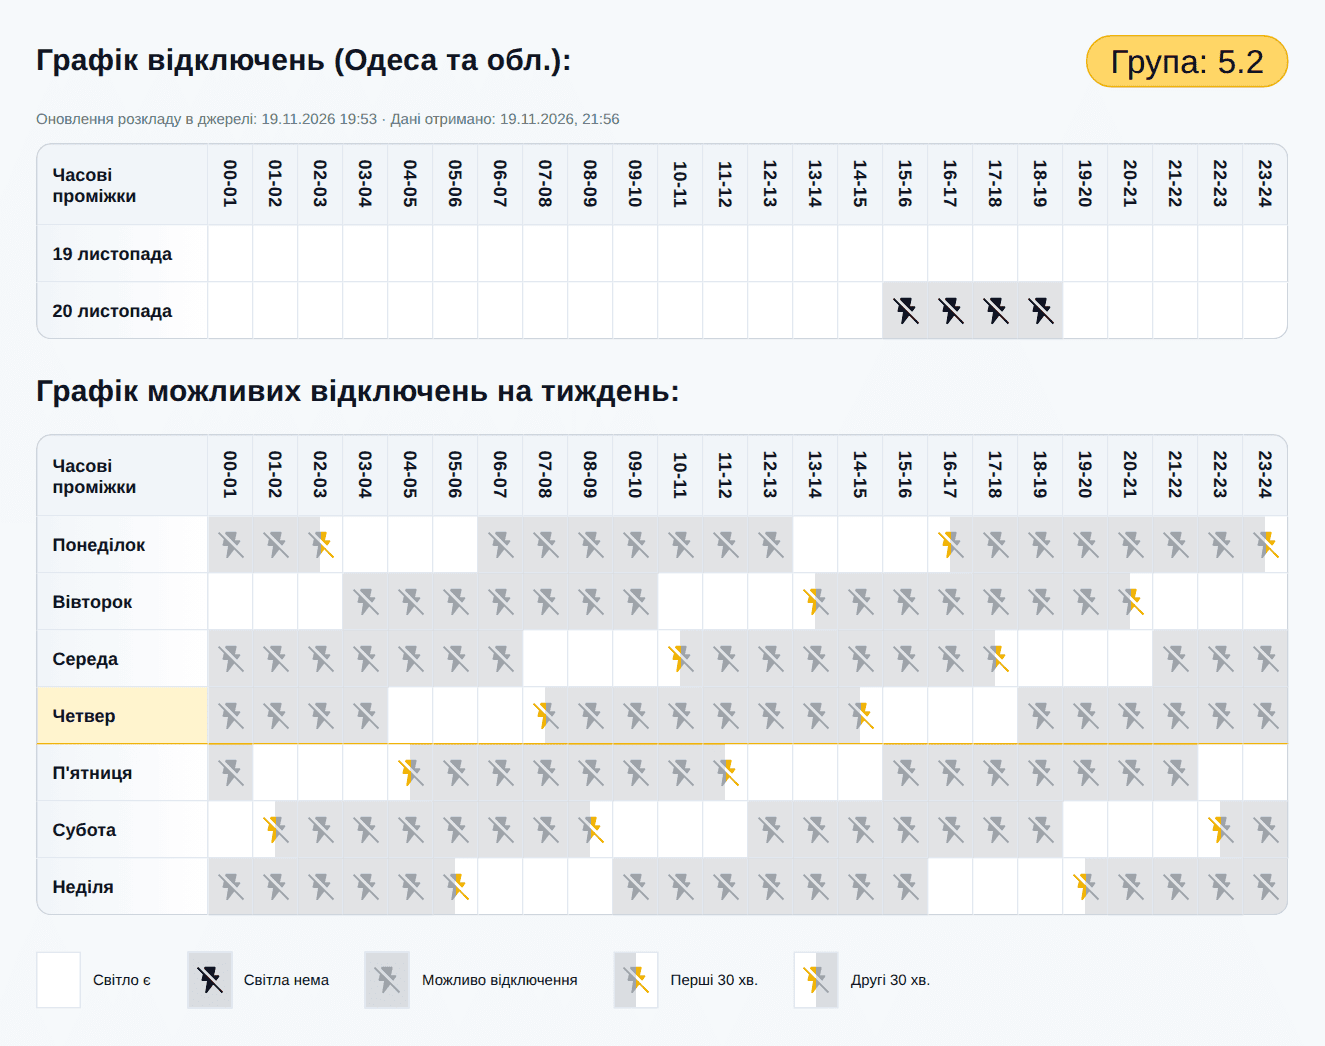 Графік відключень (Одеса та обл.):
Група: 5.2
Оновлення розкладу в джерелі: 19.11.2026 19:53 · Дані отримано: 19.11.2026, 21:56
Часові
проміжки
00-01 01-02 02-03 03-04 04-05 05-06 06-07 07-08 08-09 09-10 10-11 11-12 12-13 13-14 14-15 15-16 16-17 17-18 18-19 19-20 20-21 21-22 22-23 23-24
19 листопада
20 листопада
Графік можливих відключень на тиждень:
Часові
проміжки
00-01 01-02 02-03 03-04 04-05 05-06 06-07 07-08 08-09 09-10 10-11 11-12 12-13 13-14 14-15 15-16 16-17 17-18 18-19 19-20 20-21 21-22 22-23 23-24
Понеділок
Вівторок
Середа
Четвер
П'ятниця
Субота
Неділя
Світло є
Світла нема
Можливо відключення
Перші 30 хв.
Другі 30 хв.